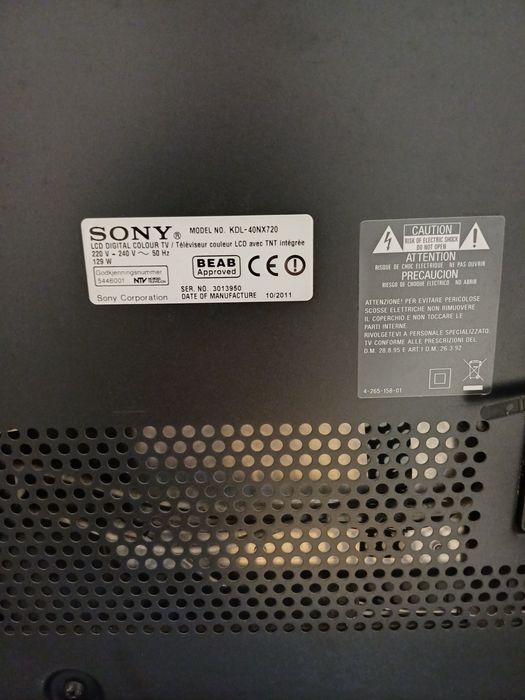 SONY® MODEL NO. KDL-40NX720
LCD DIGITAL COLOUR TV / Téléviseur couleur LCD avec TNT intégrée
220 V - 240 V ~ 50 Hz
129 W
Godkjenningsnummer
5446001 NTV
BEAB
Approved
CE
SER. NO. 3013950
Sony Corporation DATE OF MANUFACTURE 10/2011
CAUTION
RISK OF ELECTRIC SHOCK
DO NOT OPEN
ATTENTION
RISQUE DE CHOC ELECTRIQUE NE PAS OUVRIR
PRECAUCION
RIESGO DE CHOQUE ELECTRICO NO ABRIR
ATTENZIONE! PER EVITARE PERICOLOSE
SCOSSE ELETTRICHE NON RIMUOVERE
IL COPERCHIO E NON TOCCARE LE
PARTI INTERNE.
RIVOLGETEVI A PERSONALE SPECIALIZZATO.
TV CONFORME ALLE PRESCRIZIONI DEL
D.M. 28.8.95 E ART.1 D.M. 26.3.92
4-265-158-01